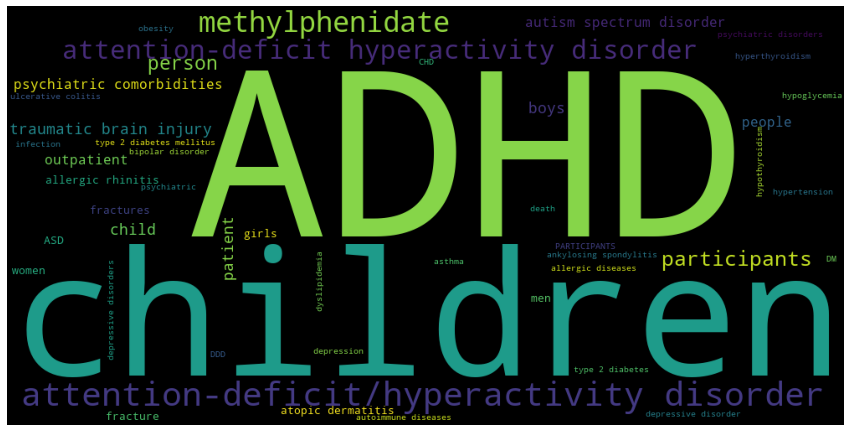 obesity
methylphenidate
autism spectrum disorder
psychiatric disorders
attention-deficit hyperactivity disorder
hyperthyroidism
person
CHD
psychiatric comorbidities
ulcerative colitis
ADHD
hypoglycemia
boys
people
traumatic brain injury
infection
type 2 diabetes mellitus
bipolar disorder
hypothyroidism
outpatient
allergic rhinitis
psychiatric
hypertension
fractures
death
child
patient
girls
ASD
PARTICIPANTS
ankylosing spondylitis
participants
DM
women
depressive disorders
dyslipidemia
asthma
allergic diseases
children
men
DDD
depression
type 2 diabetes
attention-deficit/hyperactivity disorder
fracture
atopic dermatitis
autoimmune diseases
depressive disorder